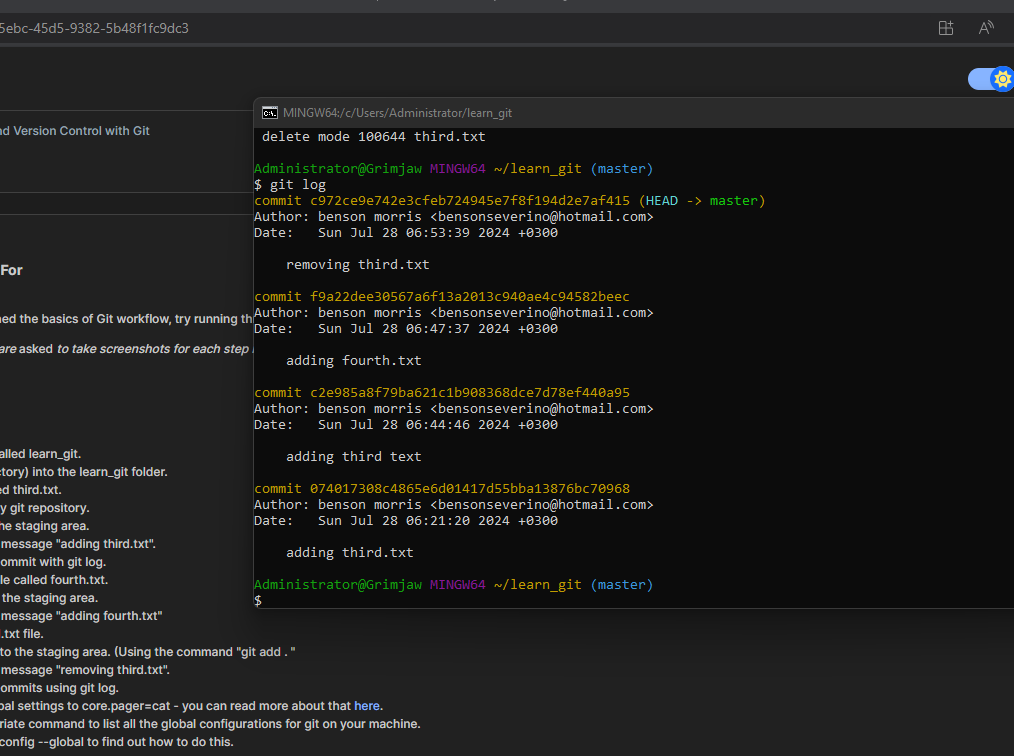 5ebc-45d5-9382-5b48f1fc9dc3
MINGW64:/c/Users/Administrator/learn_git
nd Version Control with Git
For
ned the basics of Git workflow, try running th
are asked to take screenshots for each step
alled learn_git.
ctory) into the learn_git folder.
ed third.txt.
y git repository.
he staging area.
message "adding third.txt".
ommit with git log.
le called fourth.txt.
the staging area.
message "adding fourth.txt"
.txt file.
to the staging area. (Using the command "git add . "
message "removing third.txt".
ommits using git log.
bal settings to core.pager=cat - you can read more about that here.
riate command to list all the global configurations for git on your machine.
config --global to find out how to do this.
delete mode 100644 third.txt
Administrator@Grimjaw MINGW64 ~/learn_git (master)
$ git log
commit c972ce9e742e3cfeb724945e7f8f194d2e7af415 (HEAD -> master)
Author: benson morris <bensonseverino@hotmail.com>
Date:   Sun Jul 28 06:53:39 2024 +0300
removing third.txt
commit f9a22dee30567a6f13a2013c940ae4c94582beec
Author: benson morris <bensonseverino@hotmail.com>
Date:   Sun Jul 28 06:47:37 2024 +0300
adding fourth.txt
commit c2e985a8f79ba621c1b908368dce7d78ef440a95
Author: benson morris <bensonseverino@hotmail.com>
Date:   Sun Jul 28 06:44:46 2024 +0300
adding third text
commit 074017308c4865e6d01417d55bba13876bc70968
Author: benson morris <bensonseverino@hotmail.com>
Date:   Sun Jul 28 06:21:20 2024 +0300
adding third.txt
Administrator@Grimjaw MINGW64 ~/learn_git (master)
$